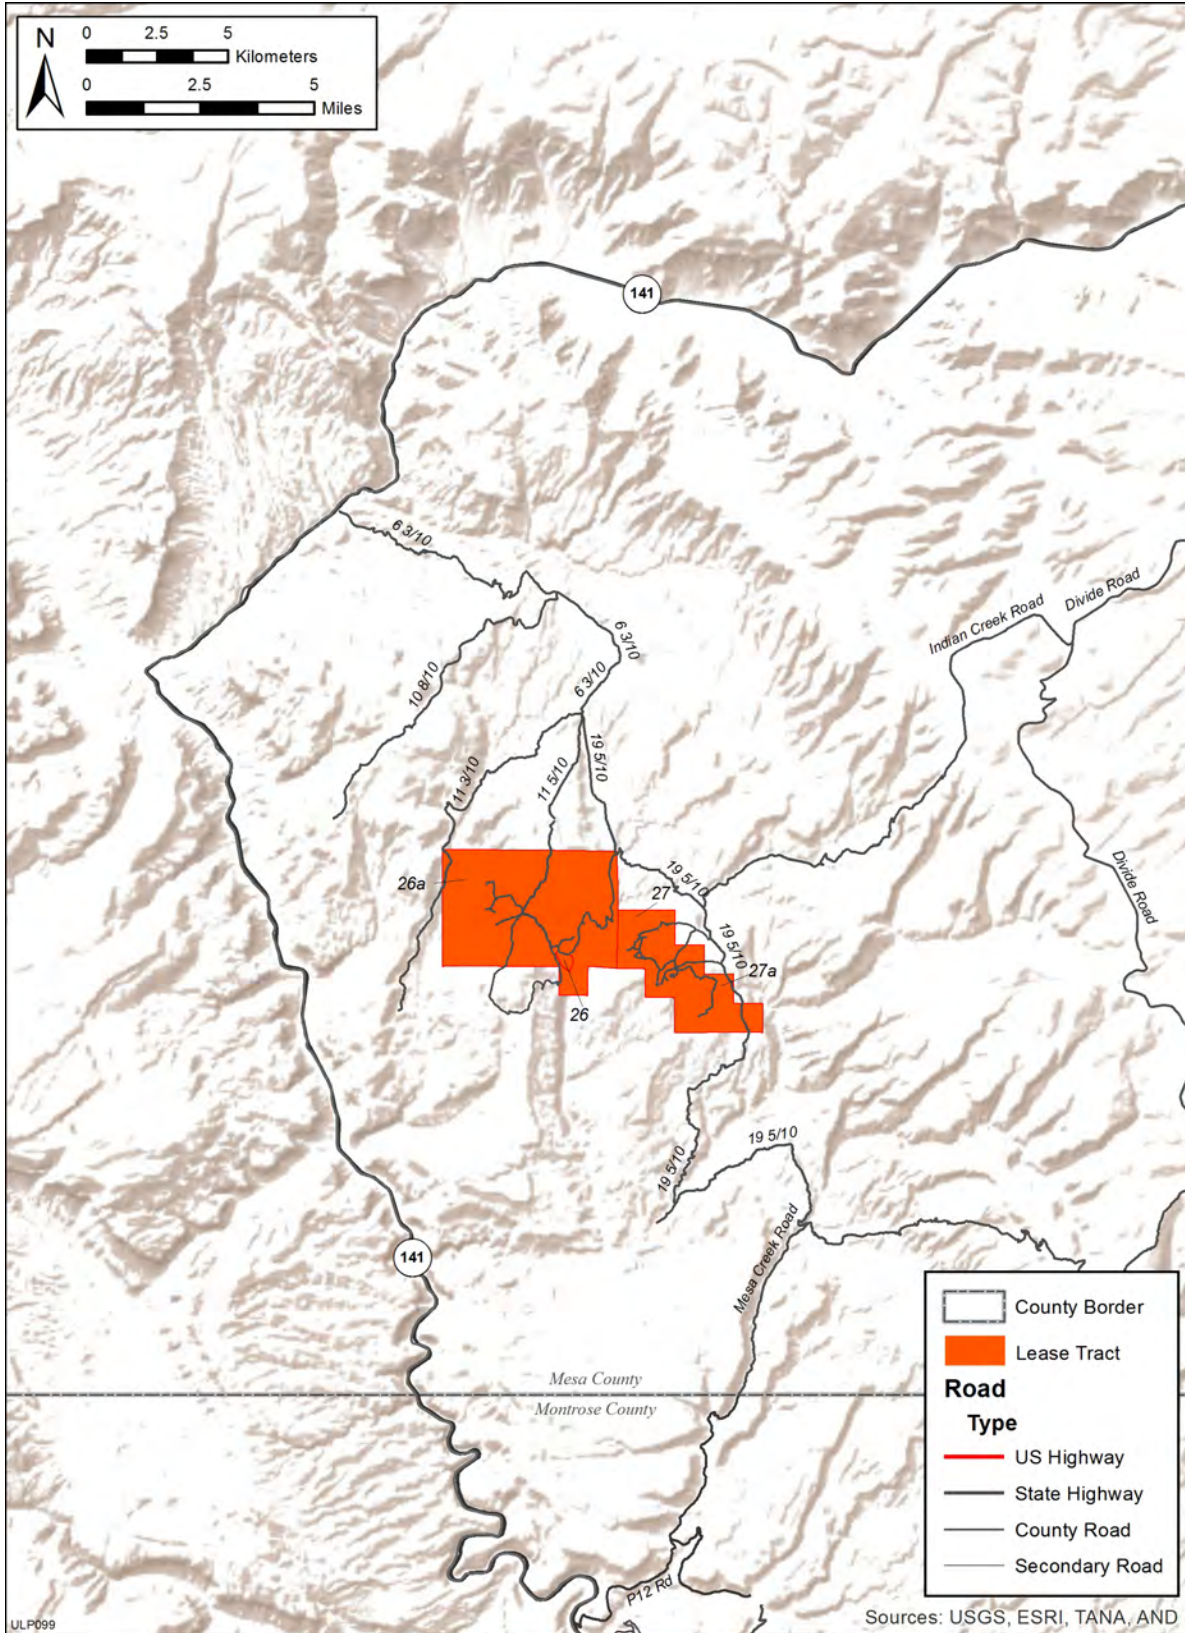 N
0 2.5 5
Kilometers
0 2.5 5
Miles
141
6 3/10
Divide Road
Indian Creek Road
6 3/10
6 3/10
10 8/10
19 5/10
11 3/10
11 5/10
Divide Road
26a
19 5/10
27
19 5/10
27a
26
19 5/10
19 5/10
Mesa Creek Road
141
County Border
Lease Tract
Road
Type
US Highway
State Highway
County Road
Secondary Road
Mesa County
Montrose County
P12 Rd
ULP099
Sources: USGS, ESRI, TANA, AND